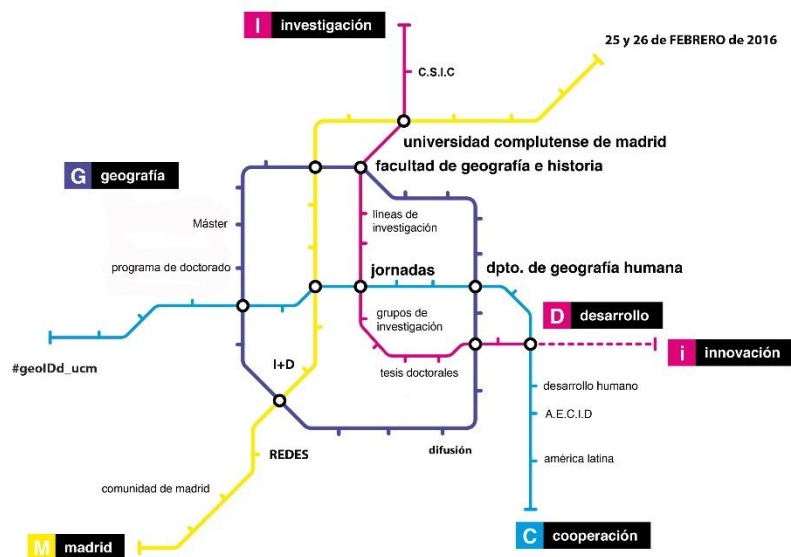 I investigación
25 y 26 de FEBRERO de 2016
C.S.I.C
universidad complutense de madrid
facultad de geografía e historia
G geografía
Máster
líneas de
investigación
programa de doctorado
jornadas
dpto. de geografía humana
grupos de
investigación
D desarrollo
i innovación
#geoIDd_ucm
I+D
tesis doctorales
desarrollo humano
A.E.C.I.D
difusión
REDES
américa latina
comunidad de madrid
M madrid
C cooperación